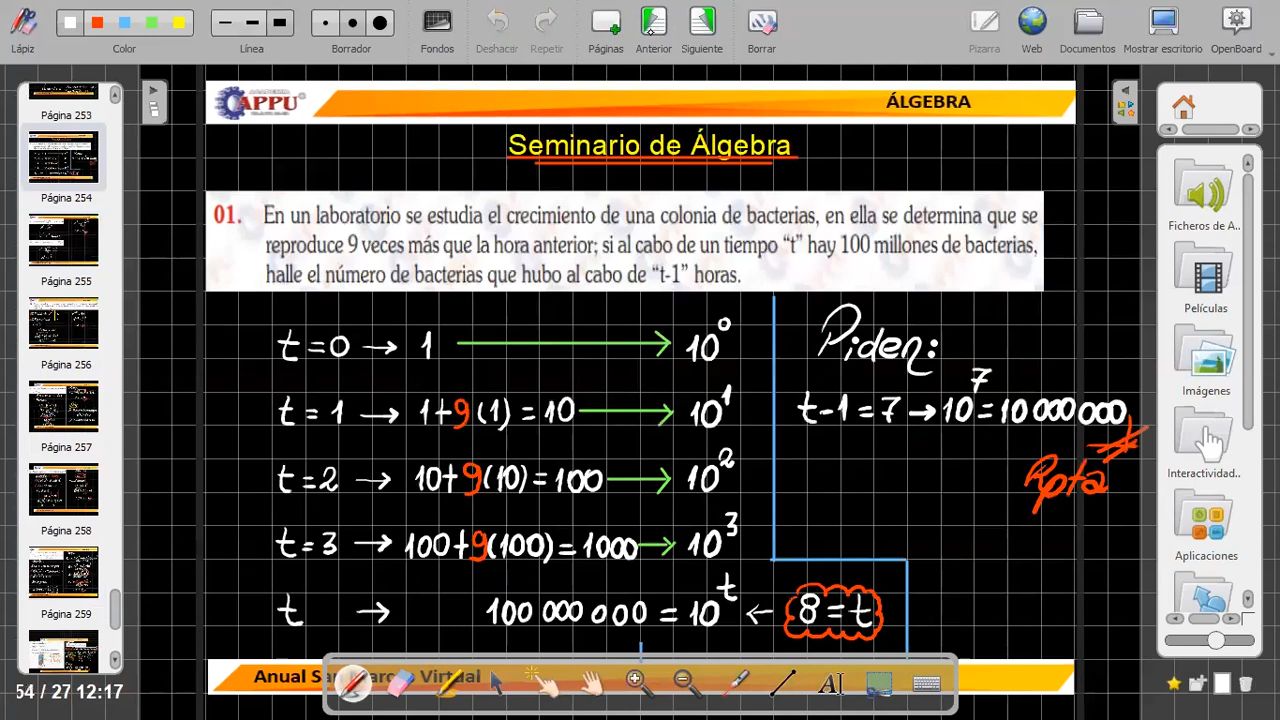 Lápiz
Color
Línea
Borrador
Fondos
Deshacer
Repetir
Páginas
Anterior
Siguiente
Borrar
Pizarra
Web
Documentos
Mostrar escritorio
OpenBoard
Página 253
Página 254
Página 255
Página 256
Página 257
Página 258
Página 259
ACADEMIA
APPU
ÁLGEBRA
Seminario de Álgebra
01. En un laboratorio se estudia el crecimiento de una colonia de bacterias, en ella se determina que se
reproduce 9 veces más que la hora anterior; si al cabo de un tiempo “t” hay 100 millones de bacterias,
halle el número de bacterias que hubo al cabo de “t-1” horas.
t=0 → 1 → 10⁰
t=1 → 1+9(1)=10 → 10¹
t=2 → 10+9(10)=100 → 10²
t=3 → 100+9(100)=1000 → 10³
t → 100 000 000 = 10ᵗ ← 8=t
Piden:
t-1=7 → 10⁷=10 000 000
Rpta
Anual San
Virtual
54 / 27 12:17
Ficheros de A..
Películas
Imágenes
Interactividad..
Aplicaciones